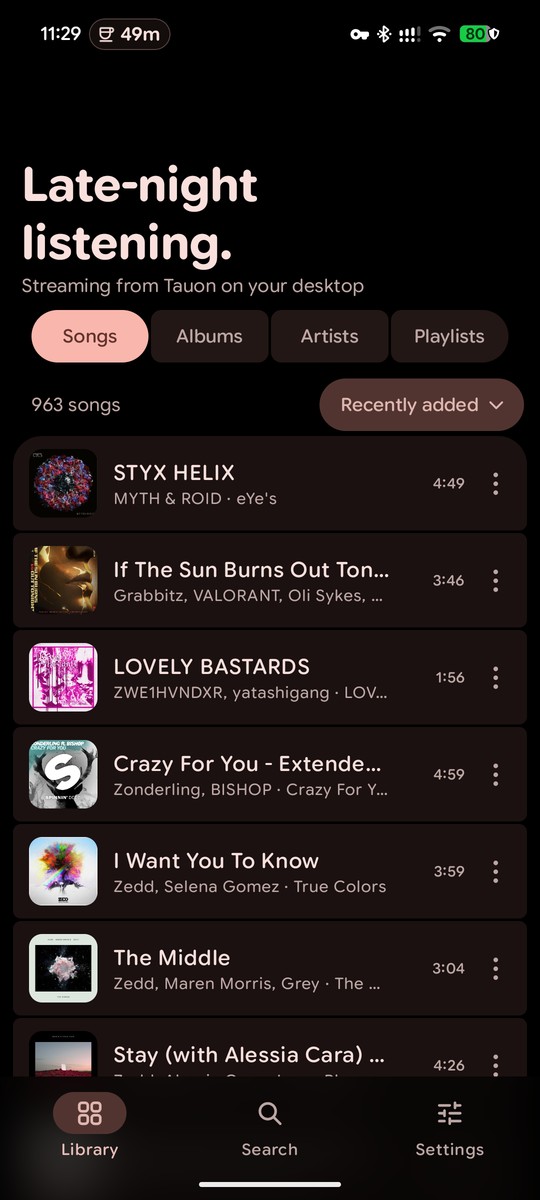 11:29
49m
80
Late-night
listening.
Streaming from Tauon on your desktop
Songs
Albums
Artists
Playlists
963 songs
Recently added
STYX HELIX
4:49
MYTH & ROID · eYe's
If The Sun Burns Out Ton...
3:46
Grabbitz, VALORANT, Oli Sykes, ...
LOVELY BASTARDS
1:56
ZWE1HVNDXR, yatashigang · LOV...
Crazy For You - Extende...
4:59
Zonderling, BISHOP · Crazy For Y...
I Want You To Know
3:59
Zedd, Selena Gomez · True Colors
The Middle
3:04
Zedd, Maren Morris, Grey · The ...
Stay (with Alessia Cara) ...
4:26
Library
Search
Settings